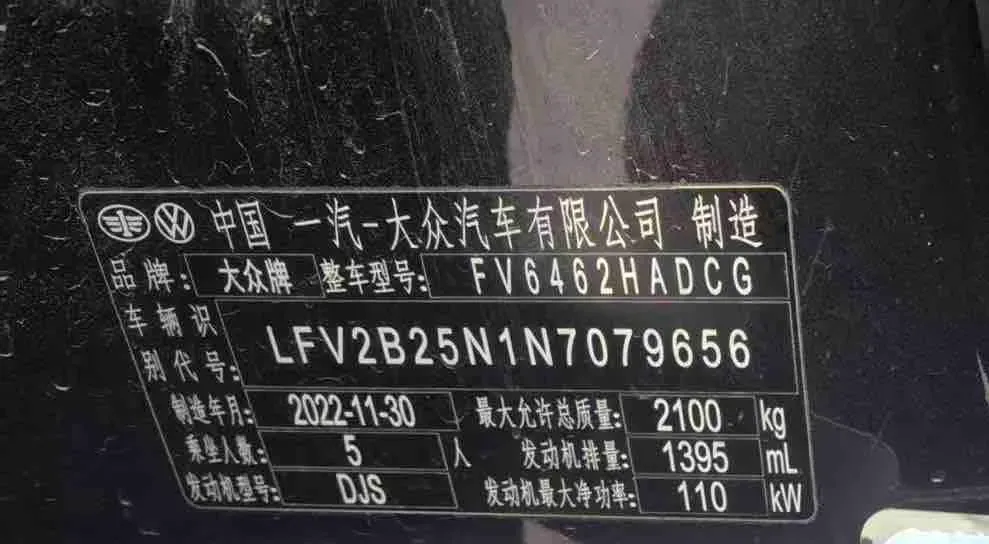 中国 一汽-大众汽车有限公司 制造
品牌: 大众牌 整车型号: FV6462HADCG
车辆识别代号: LFV2B25N1N7079656
制造年月: 2022-11-30 最大允许总质量: 2100 kg
乘坐人数: 5 人 发动机排量: 1395 mL
发动机型号: DJS 发动机最大净功率: 110 kW